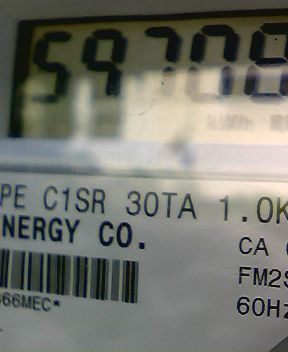 59708
kWh
PE C1SR 30TA 1.0K
NERGY CO.
CA
FM2S
66MEC*
60Hz